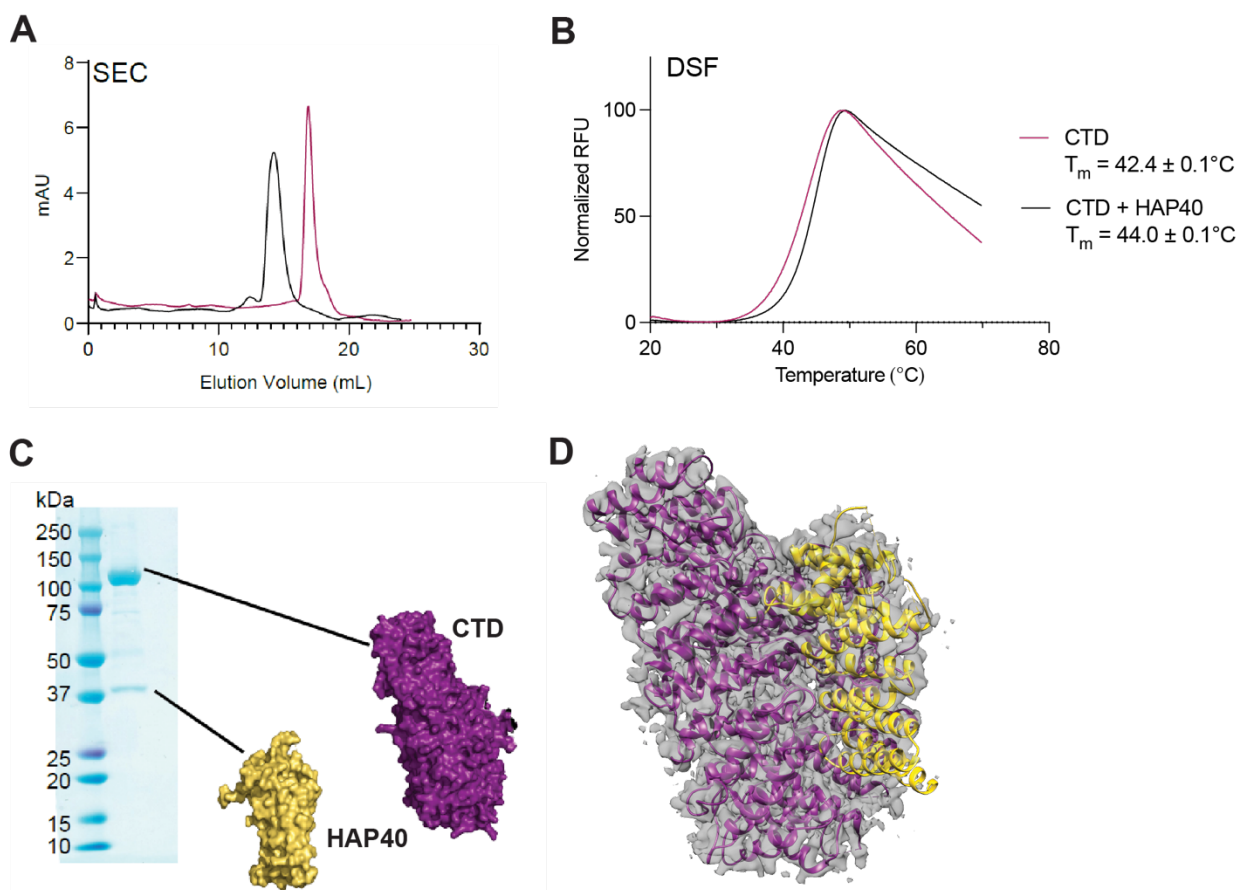 A
SEC
8
6
4
2
0
mAU
0 10 20 30
Elution Volume (mL)
B
DSF
100
50
0
Normalized RFU
20 40 60 80
Temperature (°C)
CTD
Tm = 42.4 ± 0.1°C
CTD + HAP40
Tm = 44.0 ± 0.1°C
C
kDa
250
150
100
75
50
37
25
20
15
10
CTD
HAP40
D